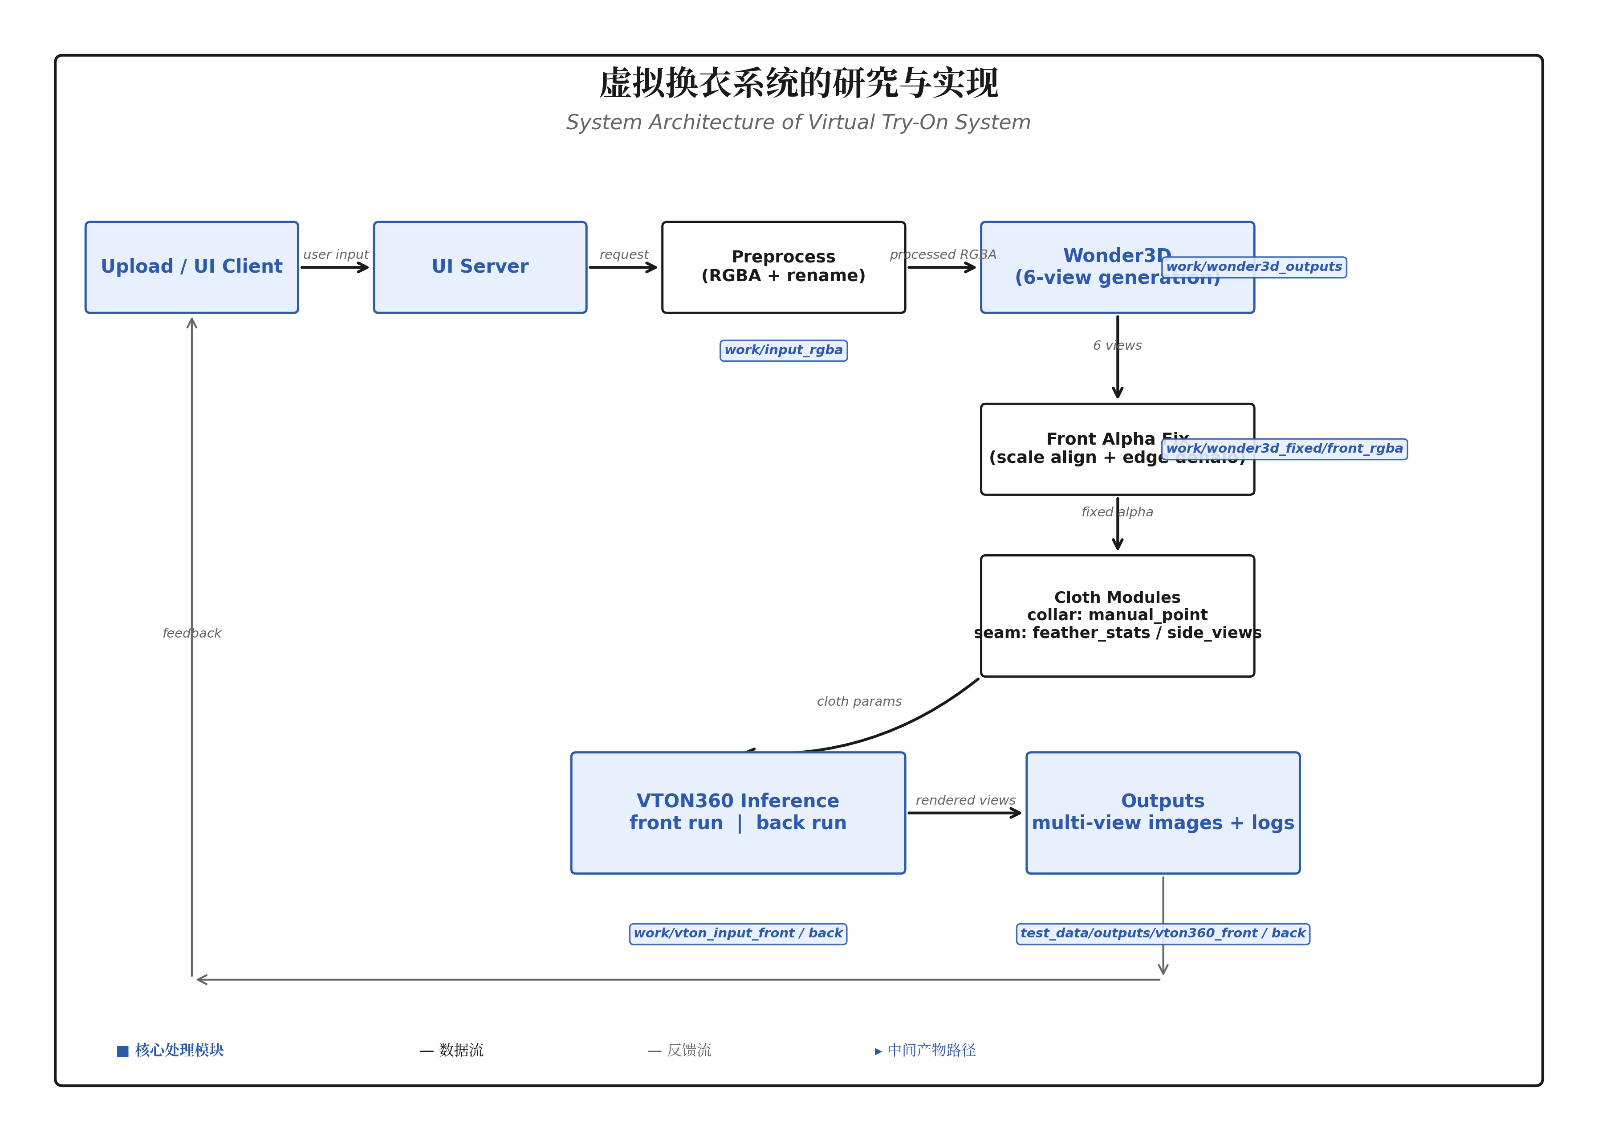 虚拟换衣系统的研究与实现
System Architecture of Virtual Try-On System
Upload / UI Client
user input
UI Server
request
Preprocess
(RGBA + rename)
processed RGBA
Wonder3D
(6-view generation)
work/wonder3d_outputs
work/input_rgba
6 views
Front Alpha Fix
(scale align + edge dehalo)
work/wonder3d_fixed/front_rgba
fixed alpha
Cloth Modules
collar: manual_point
seam: feather_stats / side_views
feedback
cloth params
VTON360 Inference
front run | back run
rendered views
Outputs
multi-view images + logs
work/vton_input_front / back
test_data/outputs/vton360_front / back
■ 核心处理模块
— 数据流
— 反馈流
▸ 中间产物路径